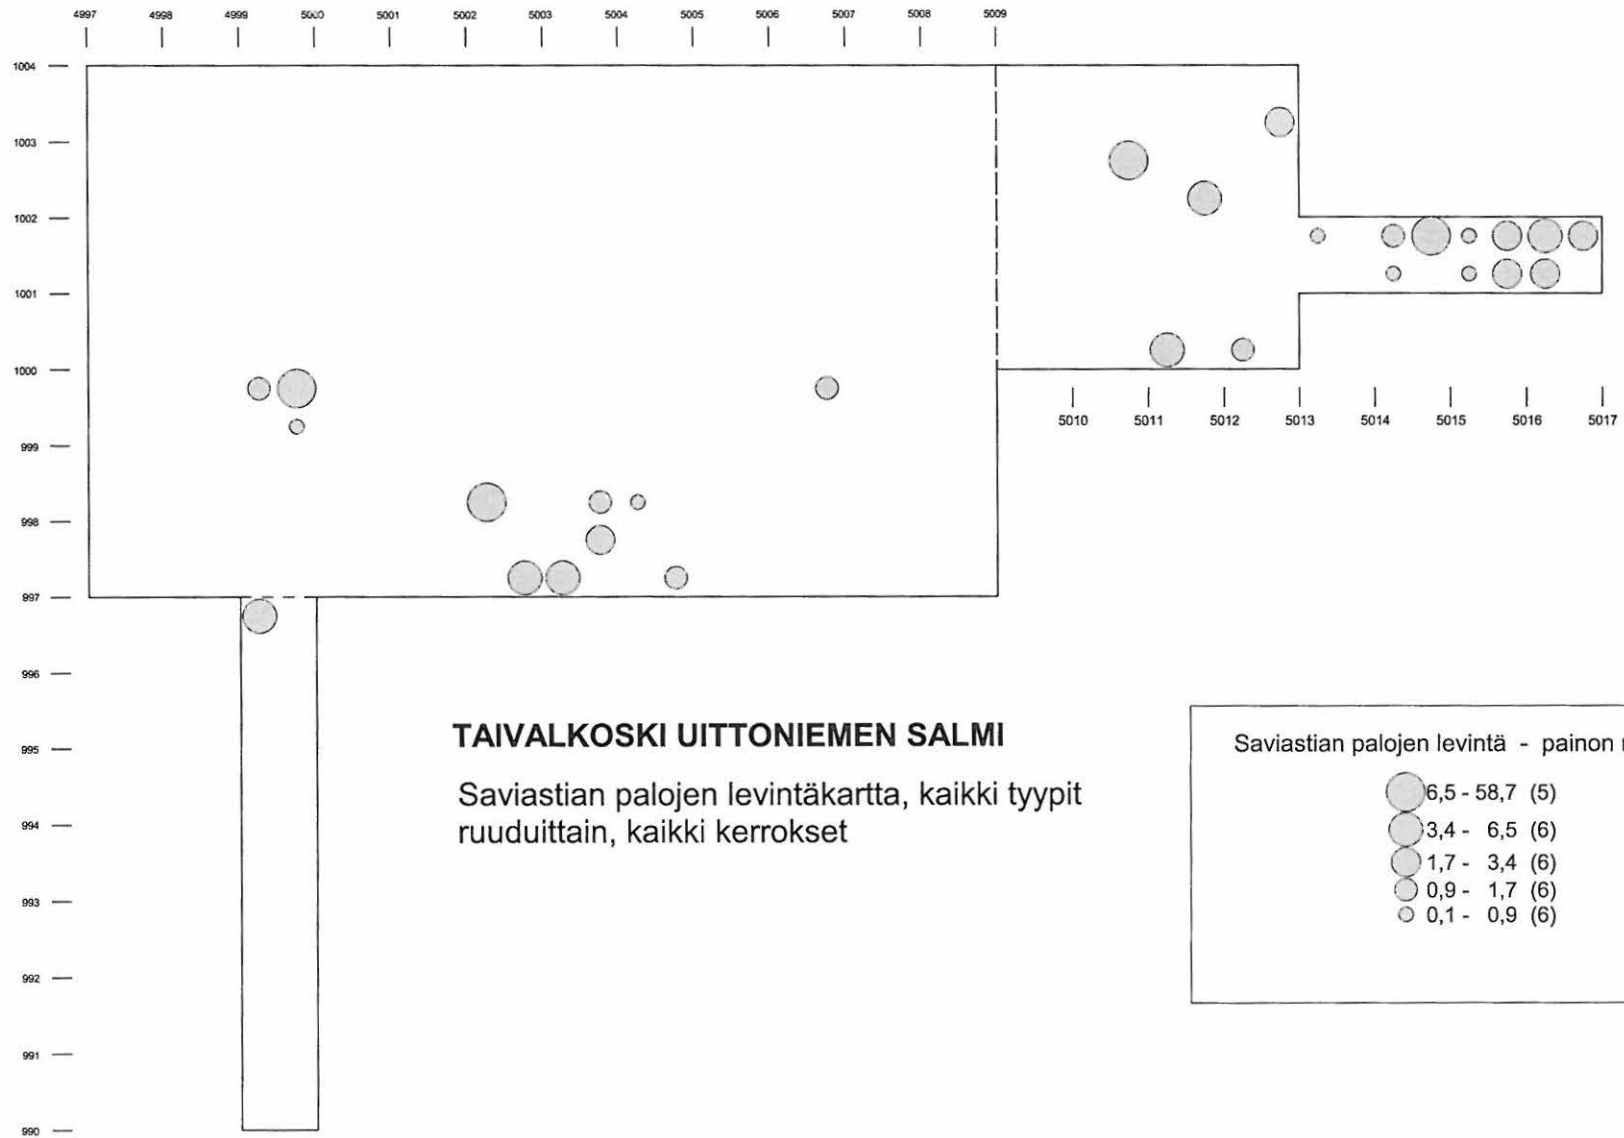 4997 4998 4999 5000 5001 5002 5003 5004 5005 5006 5007 5008 5009
1004
1003
1002
1001
1000
5010 5011 5012 5013 5014 5015 5016 5017
999
998
997
996
995
994
993
992
991
990
TAIVALKOSKI UITTONIEMEN SALMI
Saviastian palojen levintäkartta, kaikki tyypit
ruuduittain, kaikki kerrokset
Saviastian palojen levintä - painon
6,5 - 58,7 (5)
3,4 - 6,5 (6)
1,7 - 3,4 (6)
0,9 - 1,7 (6)
0,1 - 0,9 (6)